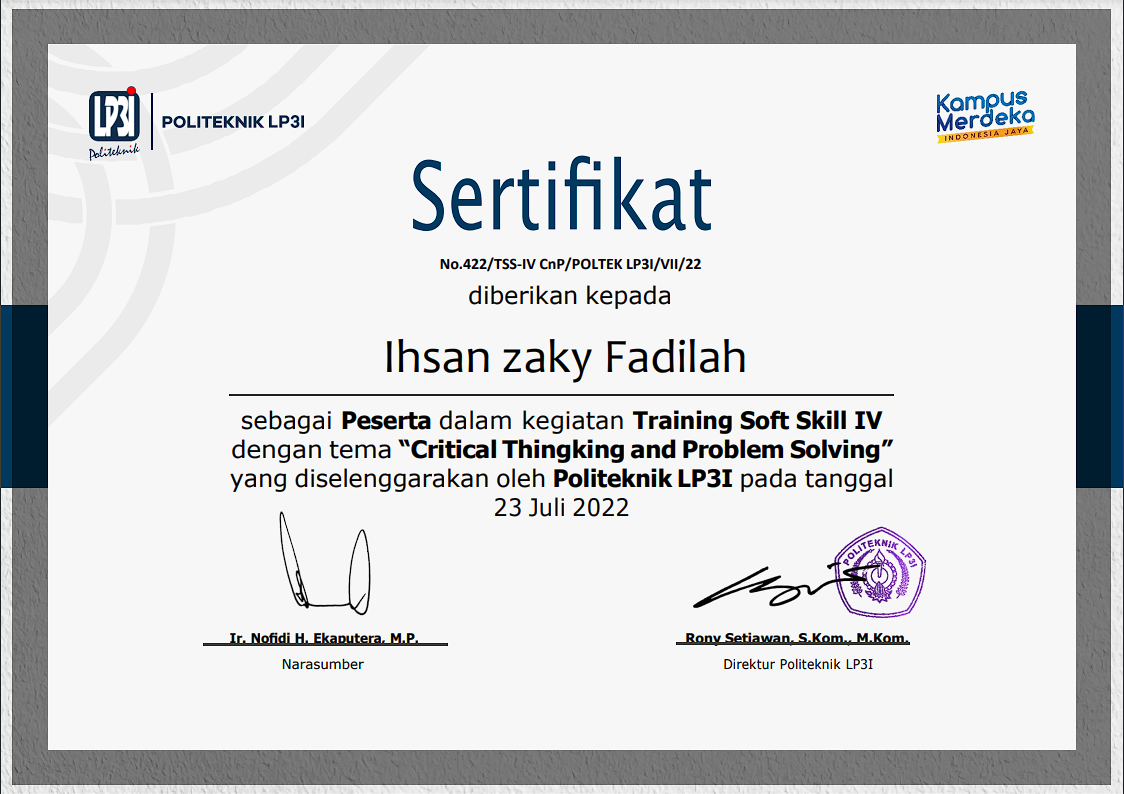 LP3I
Politeknik
POLITEKNIK LP3I
Kampus
Merdeka
INDONESIA JAYA
Sertifikat
No.422/TSS-IV CnP/POLTEK LP3I/VII/22
diberikan kepada
Ihsan zaky Fadilah
sebagai Peserta dalam kegiatan Training Soft Skill IV
dengan tema “Critical Thingking and Problem Solving”
yang diselenggarakan oleh Politeknik LP3I pada tanggal
23 Juli 2022
POLITEKNIK LP3I
Ir. Nofidi H. Ekaputera, M.P.
Narasumber
Rony Setiawan, S.Kom., M.Kom.
Direktur Politeknik LP3I